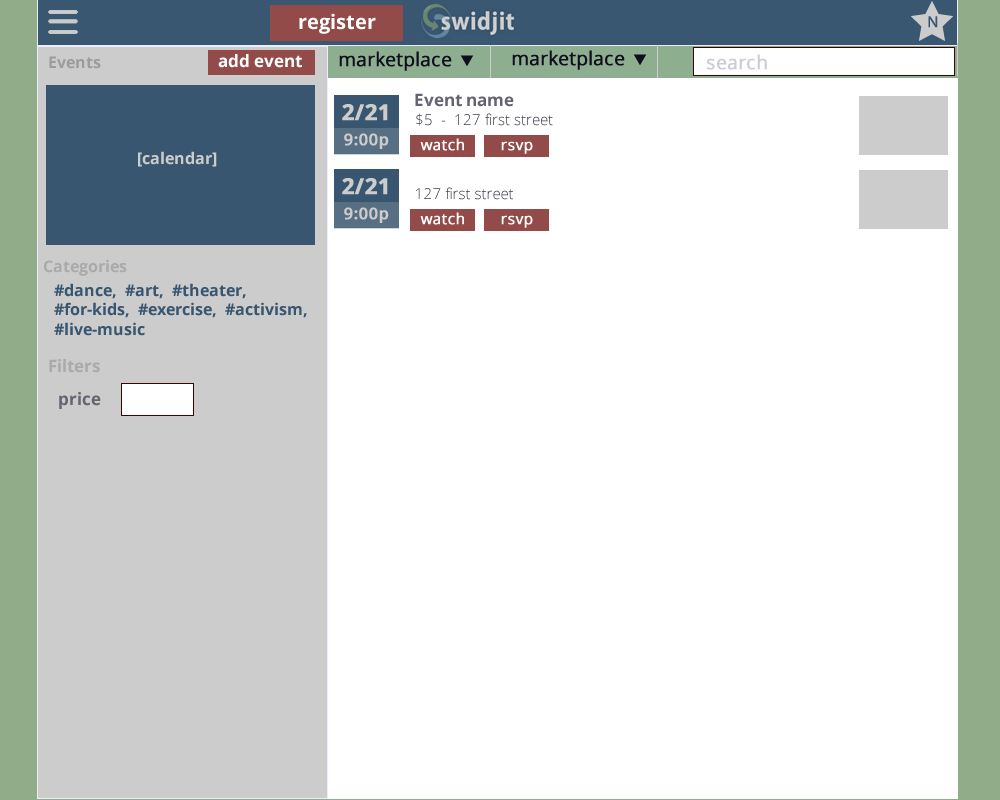 register
swidjit
N
Events
add event
marketplace ▼
marketplace ▼
search
[calendar]
Categories
#dance, #art, #theater,
#for-kids, #exercise, #activism,
#live-music
Filters
price
2/21
9:00p
Event name
$5 - 127 first street
watch
rsvp
2/21
9:00p
127 first street
watch
rsvp